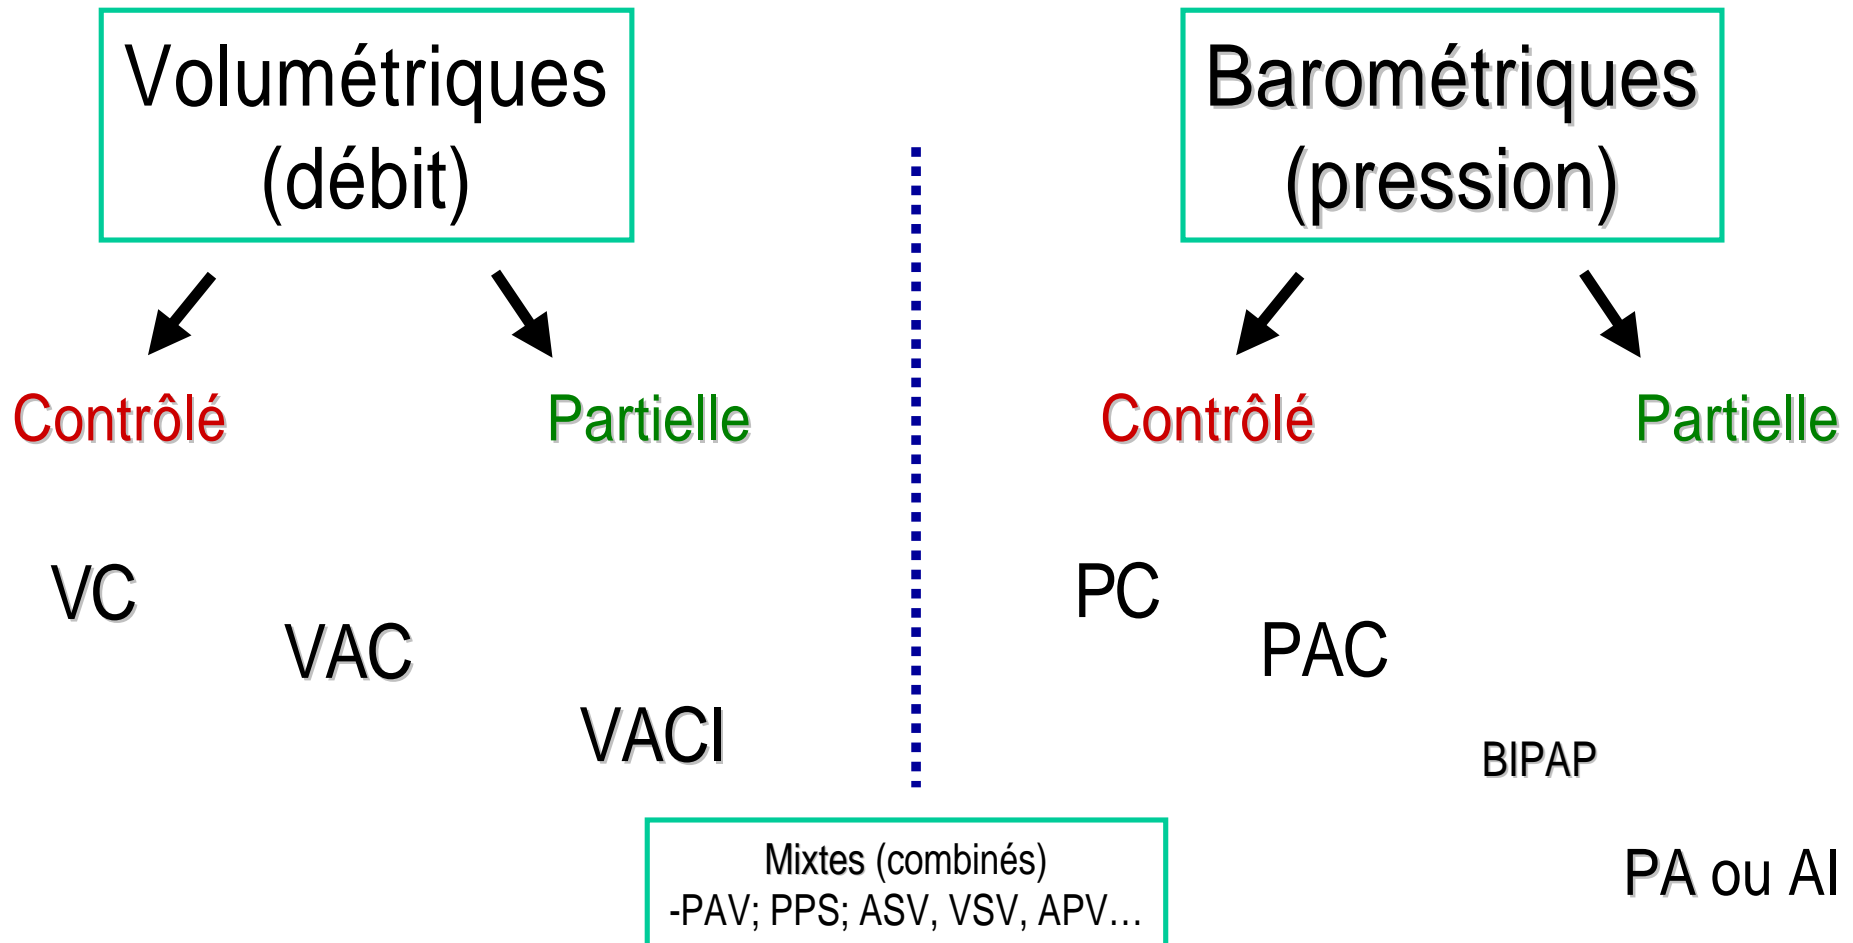 Volumétriques
(débit)
Barométriques
(pression)
Contrôlé
Partielle
Contrôlé
Partielle
VC
VAC
VACI
PC
PAC
BIPAP
PA ou AI
Mixtes (combinés)
-PAV; PPS; ASV, VSV, APV…